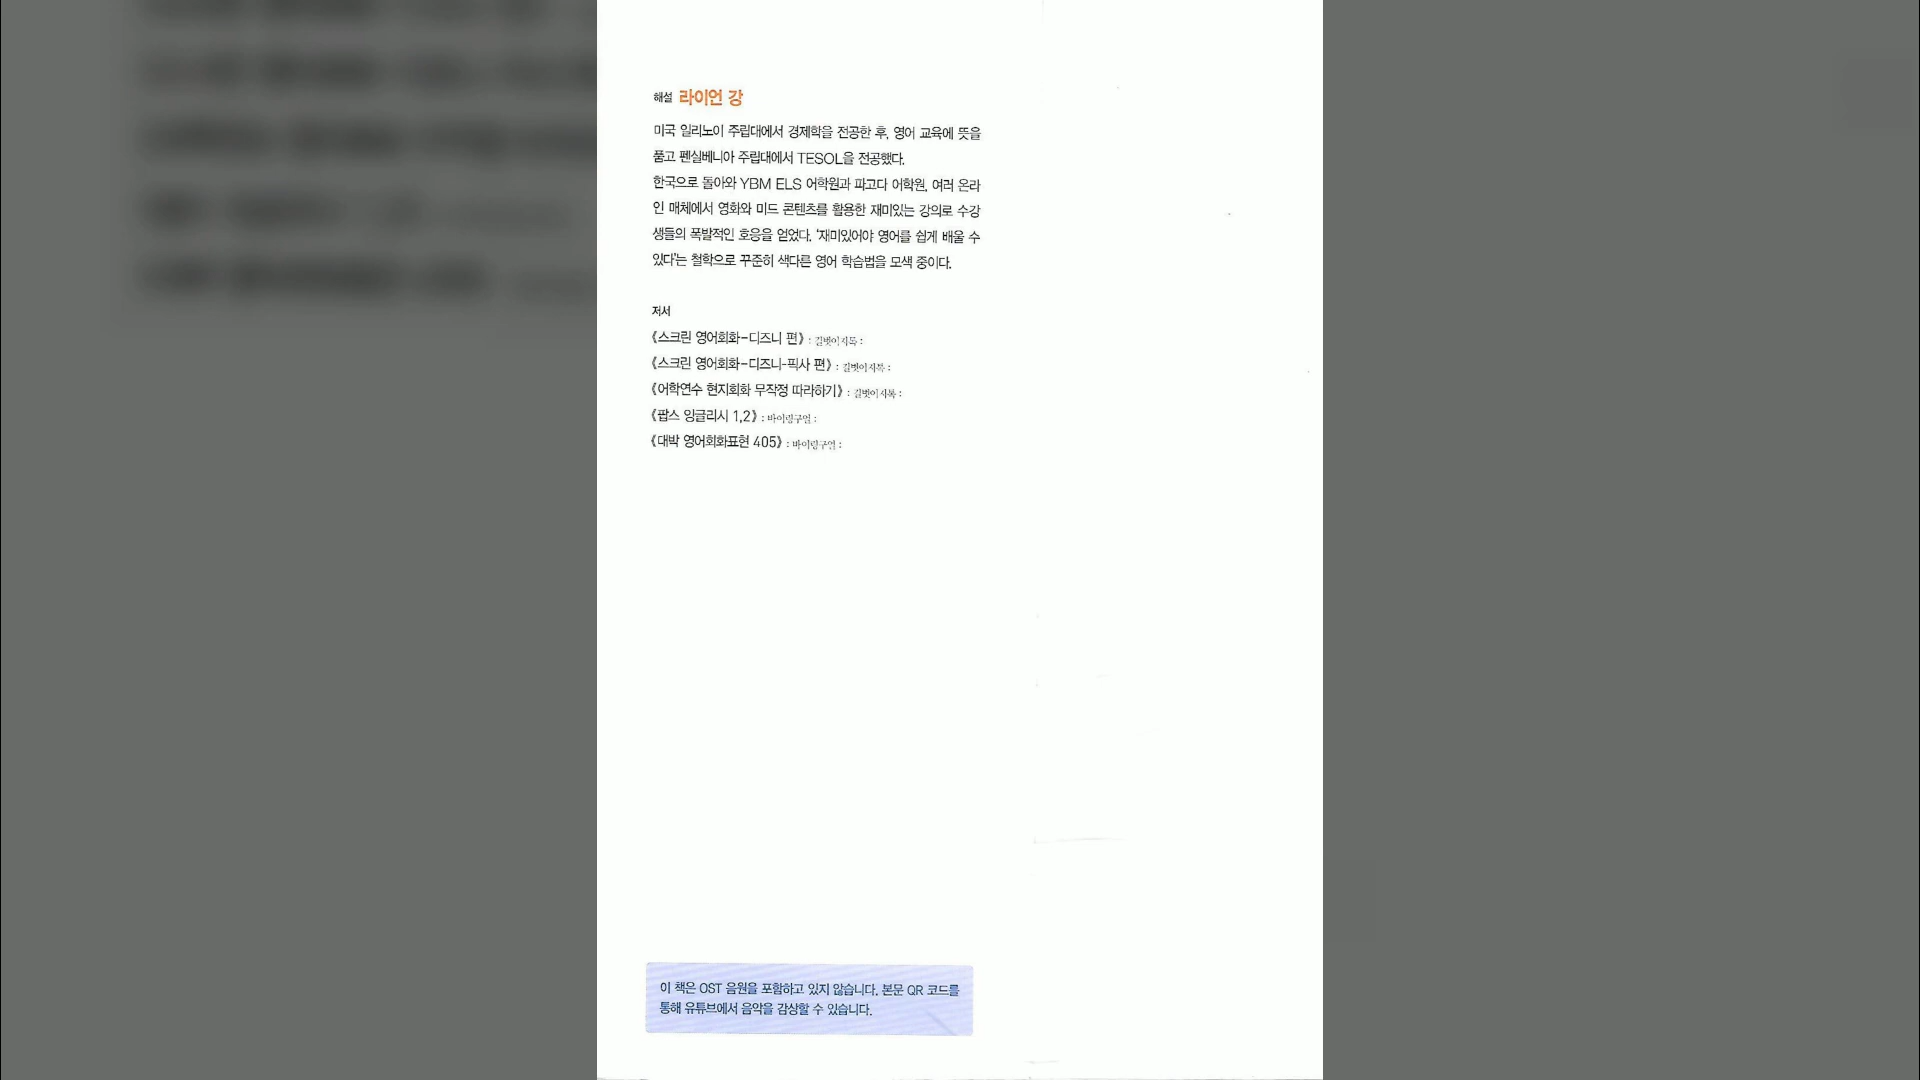 해설 라이언 강
미국 일리노이 주립대에서 경제학을 전공한 후, 영어 교육에 뜻을
품고 펜실베니아 주립대에서 TESOL을 전공했다.
한국으로 돌아와 YBM ELS 어학원과 파고다 어학원, 여러 온라
인 매체에서 영화와 미드 콘텐츠를 활용한 재미있는 강의로 수강
생들의 폭발적인 호응을 얻었다. '재미있어야 영어를 쉽게 배울 수
있다'는 철학으로 꾸준히 색다른 영어 학습법을 모색 중이다.
저서
《스크린 영어회화-디즈니 편》 : 길벗이지톡 :
《스크린 영어회화-디즈니-픽사 편》 : 길벗이지톡 :
《어학연수 현지회화 무작정 따라하기》 : 길벗이지톡 :
《팝스 잉글리시 1,2》 : 바이링구얼 :
《대박 영어회화표현 405》 : 바이링구얼 :
이 책은 OST 음원을 포함하고 있지 않습니다. 본문 QR 코드를
통해 유튜브에서 음악을 감상할 수 있습니다.